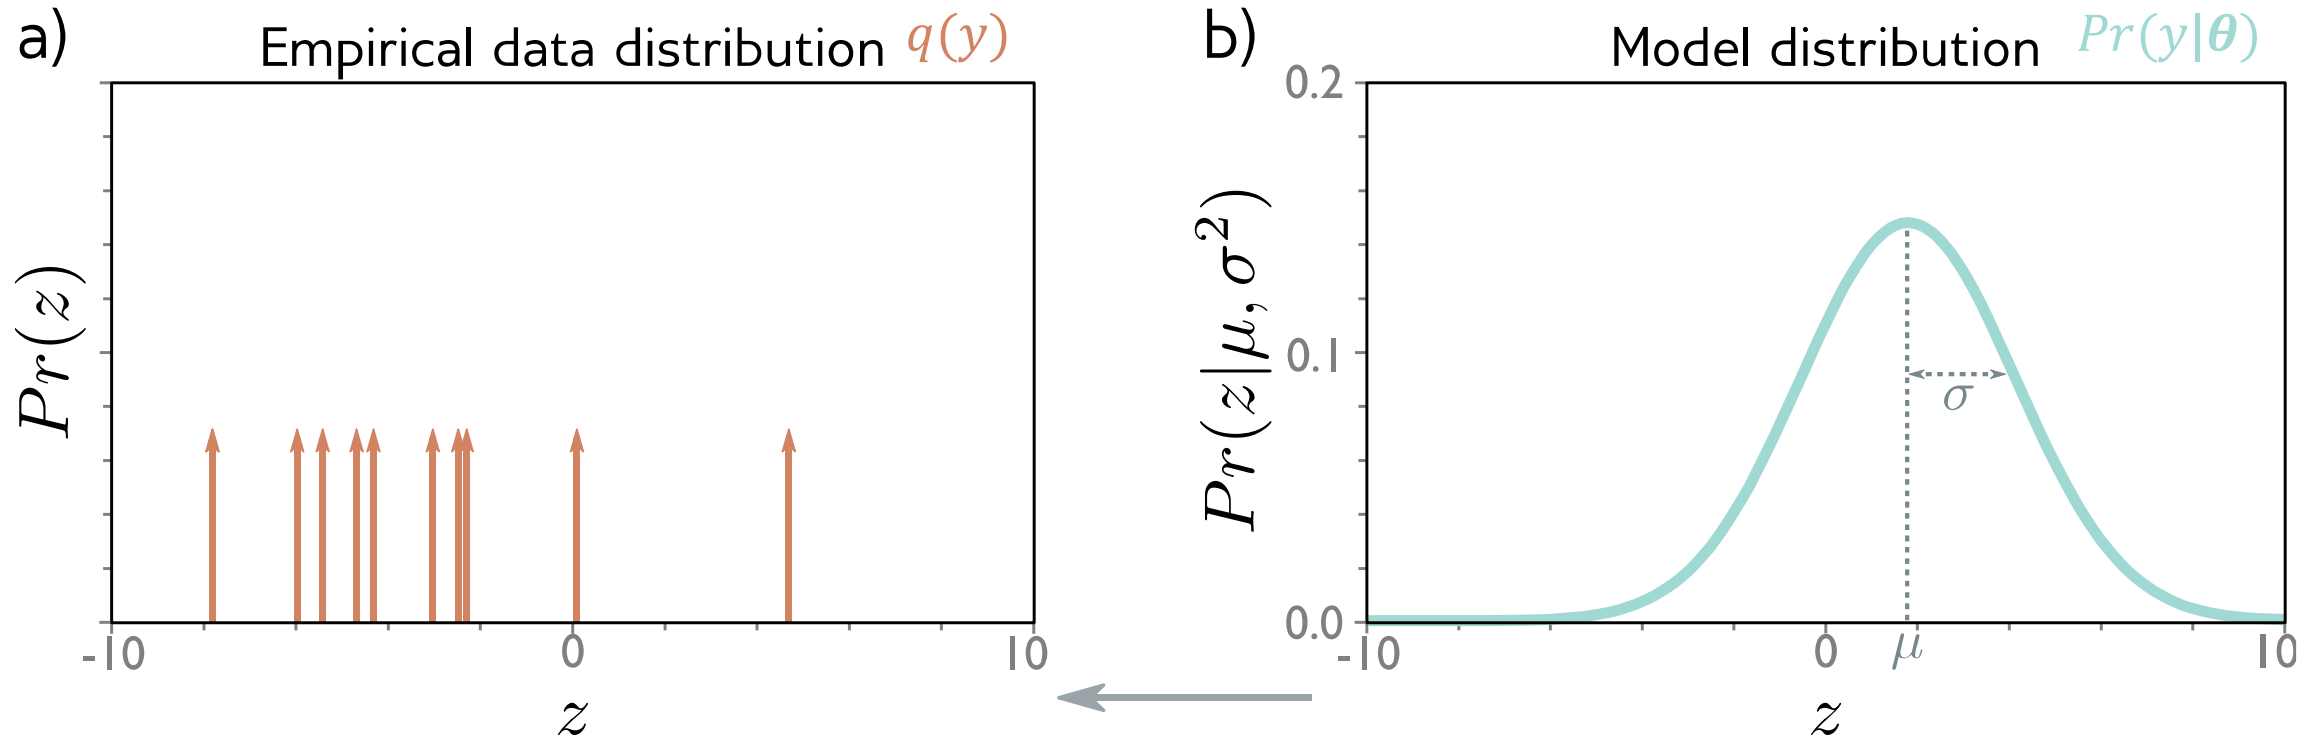 a)
Empirical data distribution q(y)
Pr(z)
-10
0
10
z
b)
Model distribution Pr(y|θ)
Pr(z|μ, σ²)
0.2
0.1
0.0
σ
-10
0
μ
10
z